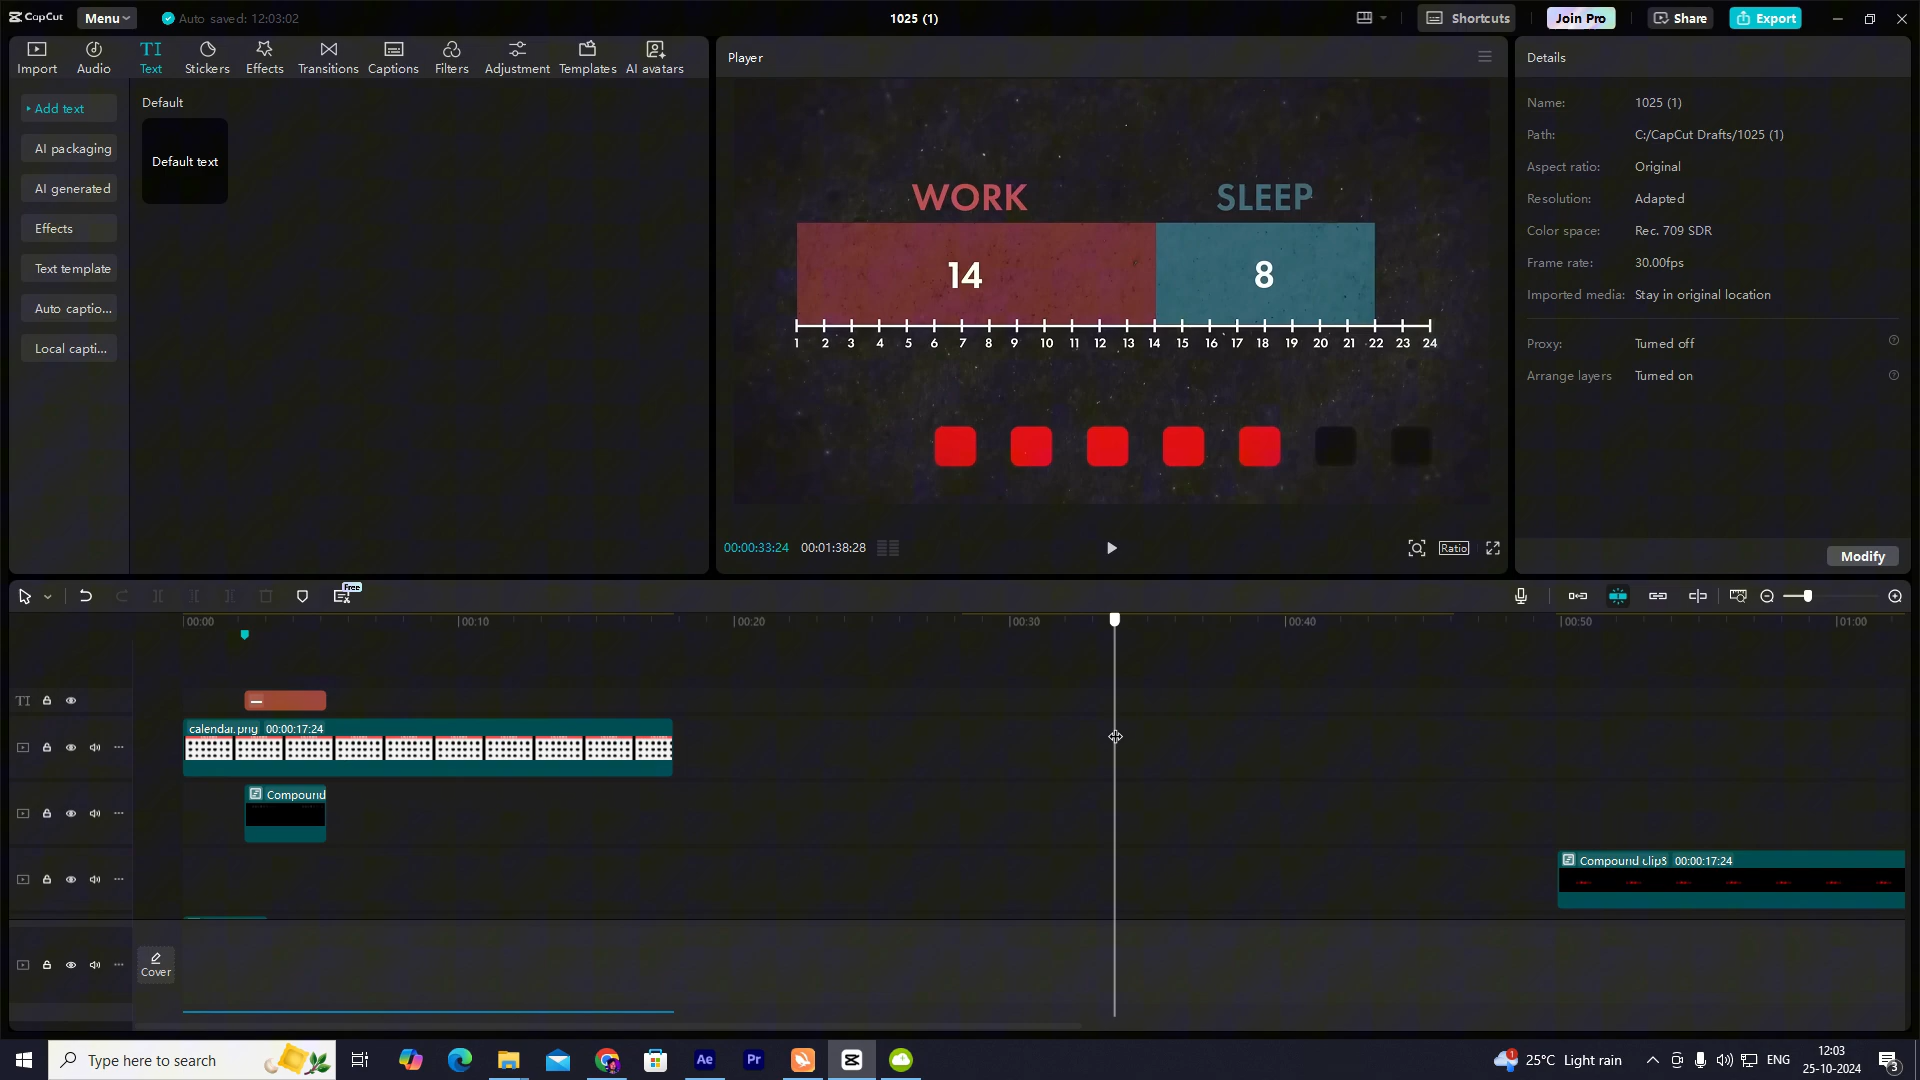 CapCut
Menu
Auto saved: 12:03:02
1025 (1)
Shortcuts
Join Pro
Share
Export
Import
Audio
TI
Text
Stickers
Effects
Transitions
Captions
Filters
Adjustment
Templates
AI avatars
Add text
AI packaging
AI generated
Effects
Text template
Auto captio...
Local capti...
Default
Default text
Player
WORK
SLEEP
14
8
1 2 3 4 5 6 7 8 9 10 11 12 13 14 15 16 17 18 19 20 21 22 23 24
00:00:33:24
00:01:38:28
Ratio
Details
Name: 1025 (1)
Path: C:/CapCut Drafts/1025 (1)
Aspect ratio: Original
Resolution: Adapted
Color space: Rec. 709 SDR
Frame rate: 30.00fps
Imported media: Stay in original location
Proxy: Turned off
Arrange layers Turned on
Modify
Free
00:00
00:10
00:20
00:30
00:40
00:50
01:00
TI
calendar.png 00:00:17:24
Compound
Compound clip3 00:00:17:24
Cover
Type here to search
Ae
Pr
1
25°C Light rain
ENG
12:03
25-10-2024
3